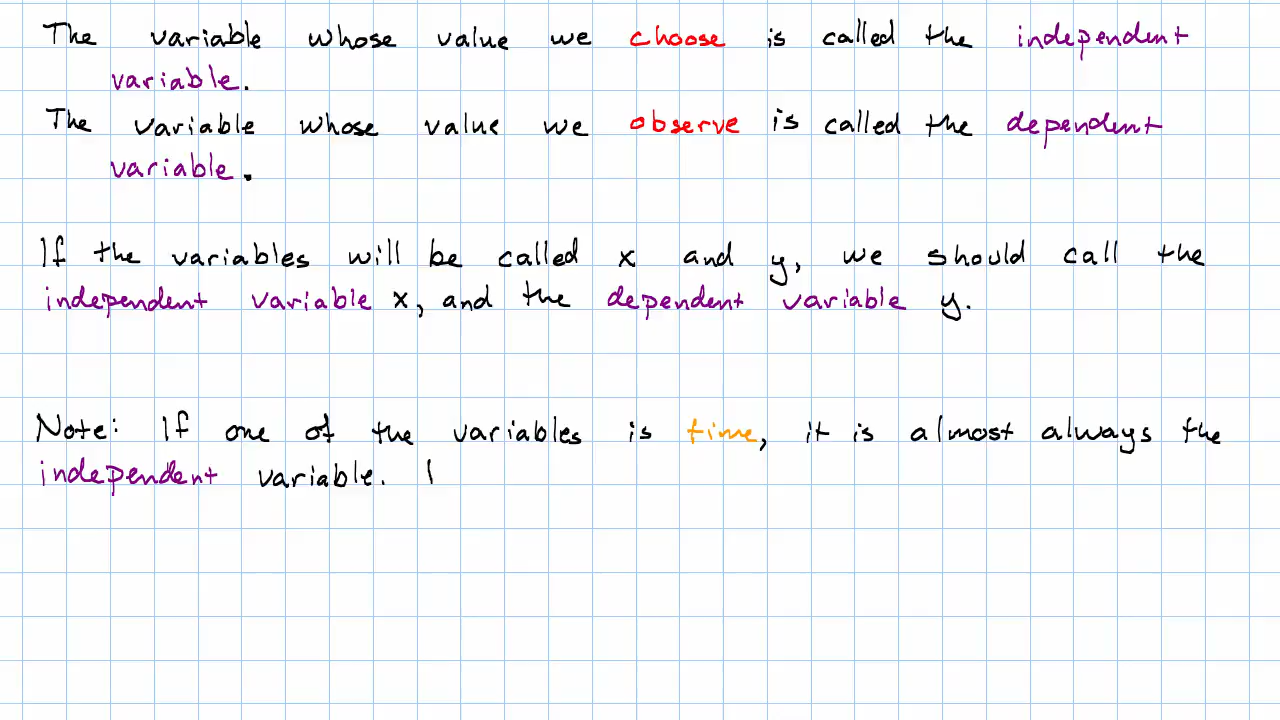 The variable whose value we choose is called the independent
variable.
The variable whose value we observe is called the dependent
variable.
If the variables will be called x and y, we should call the
independent variable x, and the dependent variable y.
Note: If one of the variables is time, it is almost always the
independent variable. I